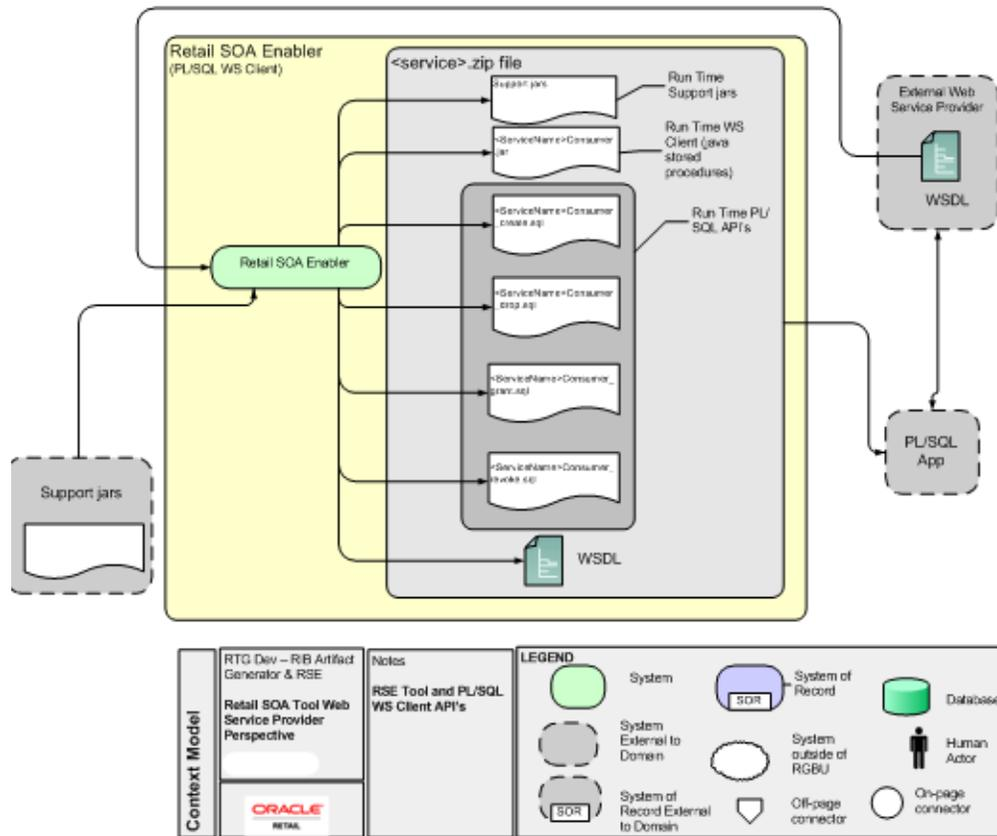 Retail SOA Enabler
(PL/SQL WS Client)
<service>.zip file
Support jars
Run Time
Support jars
<ServiceName>Consumer
.jar
Run Time WS
Client (java
stored
procedures)
<ServiceName>Consumer
_create.sql
Run Time PL/
SQL API's
<ServiceName>Consumer
_drop.sql
<ServiceName>Consumer_
grant.sql
<ServiceName>Consumer_
revoke.sql
WSDL
Retail SOA Enabler
Support jars
External Web
Service Provider
WSDL
PL/SQL
App
Context Model
RTG Dev – RIB Artifact
Generator & RSE
Retail SOA Tool Web
Service Provider
Perspective
ORACLE
RETAIL
Notes
RSE Tool and PL/SQL
WS Client API's
LEGEND
System
SOR
System of
Record
Database
System
External to
Domain
System
outside of
RGBU
Human
Actor
SOR
System of
Record External
to Domain
Off-page
connector
On-page
connector